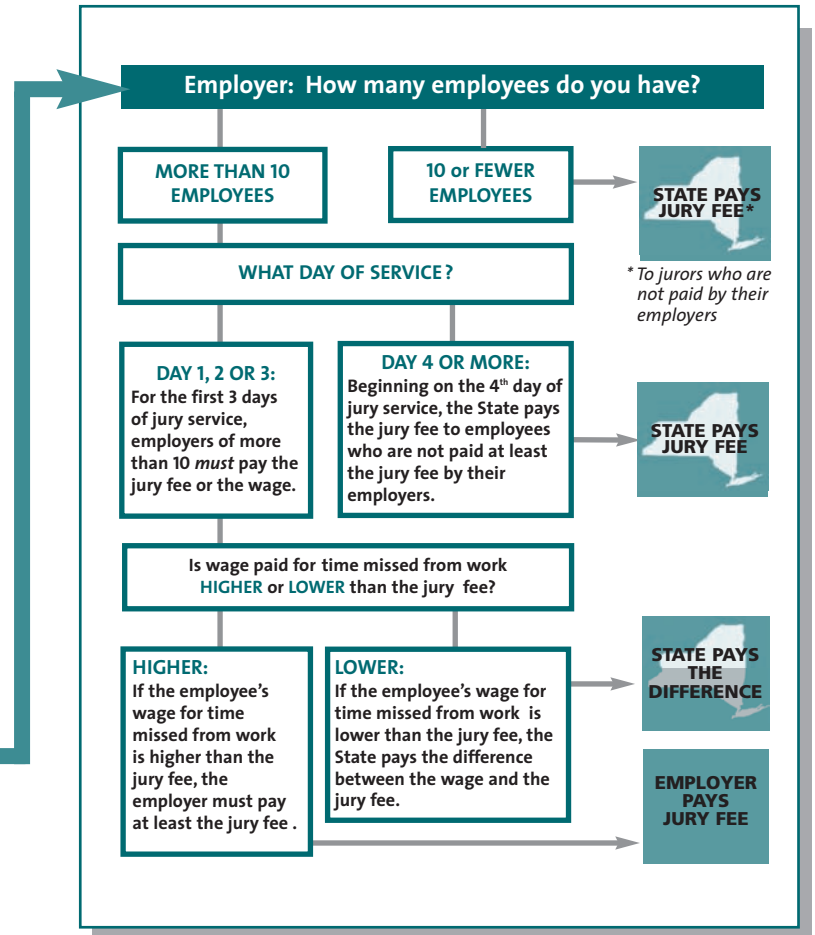 Employer: How many employees do you have?
MORE THAN 10
EMPLOYEES
10 or FEWER
EMPLOYEES
STATE PAYS
JURY FEE*
* To jurors who are
not paid by their
employers
WHAT DAY OF SERVICE?
DAY 1, 2 OR 3:
For the first 3 days
of jury service,
employers of more
than 10 must pay the
jury fee or the wage.
DAY 4 OR MORE:
Beginning on the 4th day of
jury service, the State pays
the jury fee to employees
who are not paid at least
the jury fee by their
employers.
STATE PAYS
JURY FEE
Is wage paid for time missed from work
HIGHER or LOWER than the jury fee?
HIGHER:
If the employee's
wage for time
missed from work
is higher than the
jury fee, the
employer must pay
at least the jury fee .
LOWER:
If the employee's wage for
time missed from work is
lower than the jury fee, the
State pays the difference
between the wage and the
jury fee.
STATE PAYS
THE
DIFFERENCE
EMPLOYER
PAYS
JURY FEE